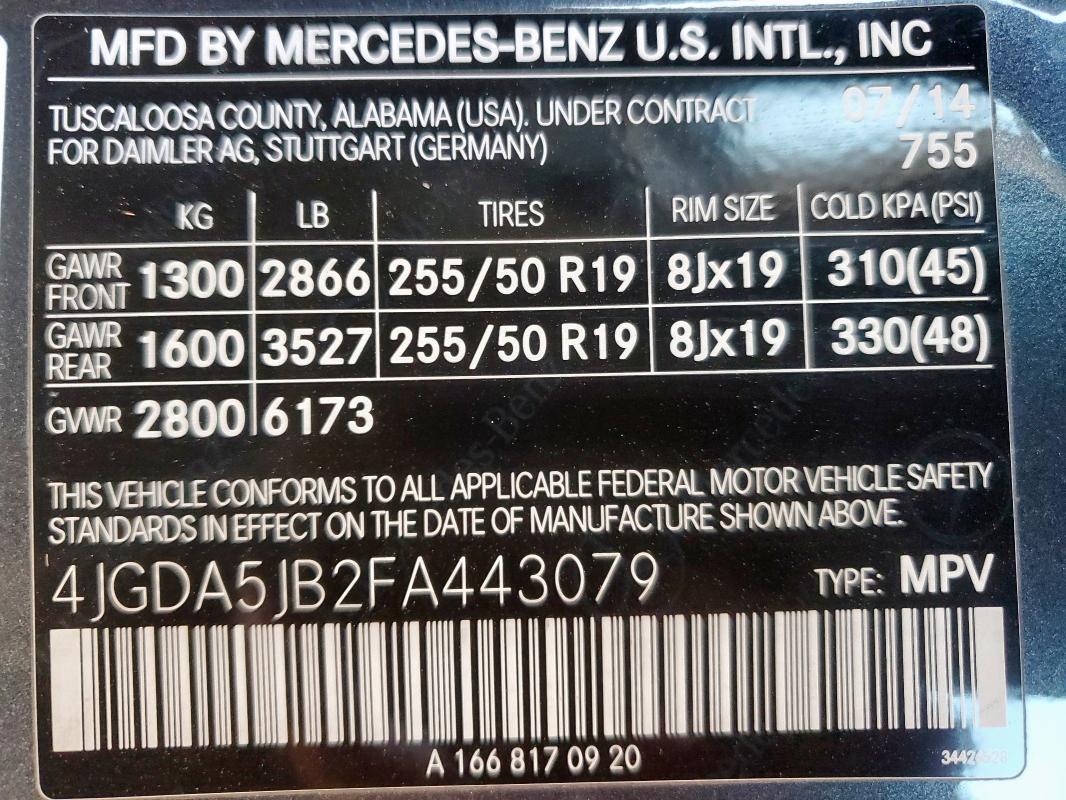 MFD BY MERCEDES-BENZ U.S. INTL., INC
TUSCALOOSA COUNTY, ALABAMA (USA). UNDER CONTRACT 07/14
FOR DAIMLER AG, STUTTGART (GERMANY) 755
KG LB TIRES RIM SIZE COLD KPA (PSI)
GAWR FRONT 1300 2866 255/50 R19 8Jx19 310(45)
GAWR REAR 1600 3527 255/50 R19 8Jx19 330(48)
GVWR 2800 6173
THIS VEHICLE CONFORMS TO ALL APPLICABLE FEDERAL MOTOR VEHICLE SAFETY
STANDARDS IN EFFECT ON THE DATE OF MANUFACTURE SHOWN ABOVE.
4JGDA5JB2FA443079 TYPE: MPV
A 166 817 09 20